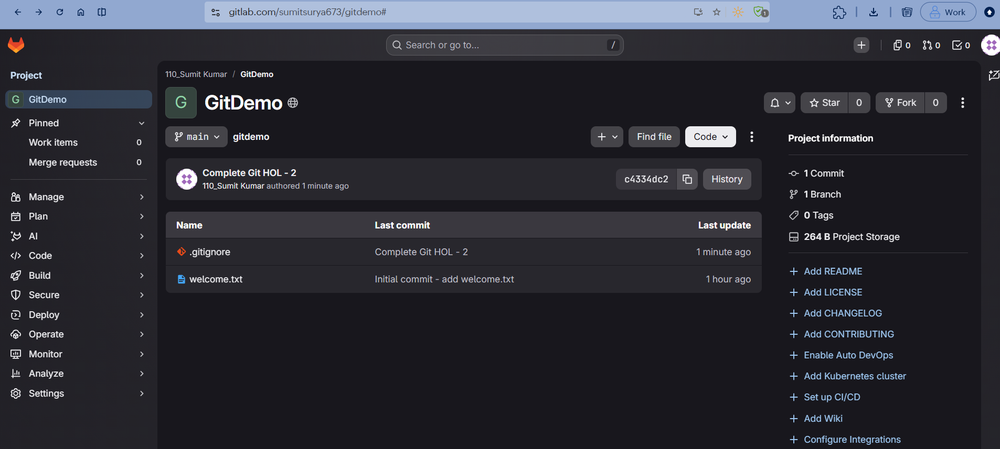 gitlab.com/sumitsurya673/gitdemo#
1
Work
Search or go to...
/
0
0
0
Project
G GitDemo
Pinned
Work items 0
Merge requests 0
Manage
Plan
AI
Code
Build
Secure
Deploy
Operate
Monitor
Analyze
Settings
110_Sumit Kumar / GitDemo
G
GitDemo
Star 0
Fork 0
main
gitdemo
+
Find file
Code
Complete Git HOL - 2
110_Sumit Kumar authored 1 minute ago
c4334dc2
History
Name Last commit Last update
.gitignore Complete Git HOL - 2 1 minute ago
welcome.txt Initial commit - add welcome.txt 1 hour ago
Project information
1 Commit
1 Branch
0 Tags
264 B Project Storage
+ Add README
+ Add LICENSE
+ Add CHANGELOG
+ Add CONTRIBUTING
+ Enable Auto DevOps
+ Add Kubernetes cluster
+ Set up CI/CD
+ Add Wiki
+ Configure Integrations